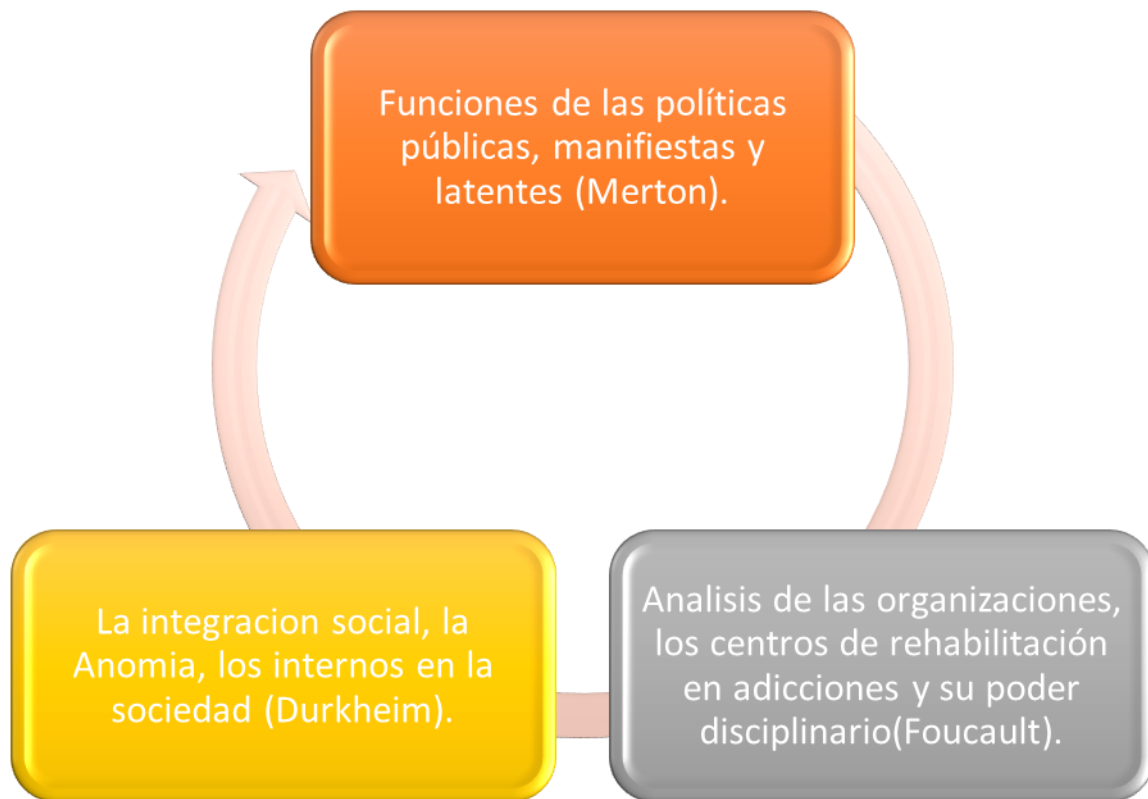 Funciones de las políticas
públicas, manifiestas y
latentes (Merton).
La integracion social, la
Anomia, los internos en la
sociedad (Durkheim).
Analisis de las organizaciones,
los centros de rehabilitación
en adicciones y su poder
disciplinario(Foucault).